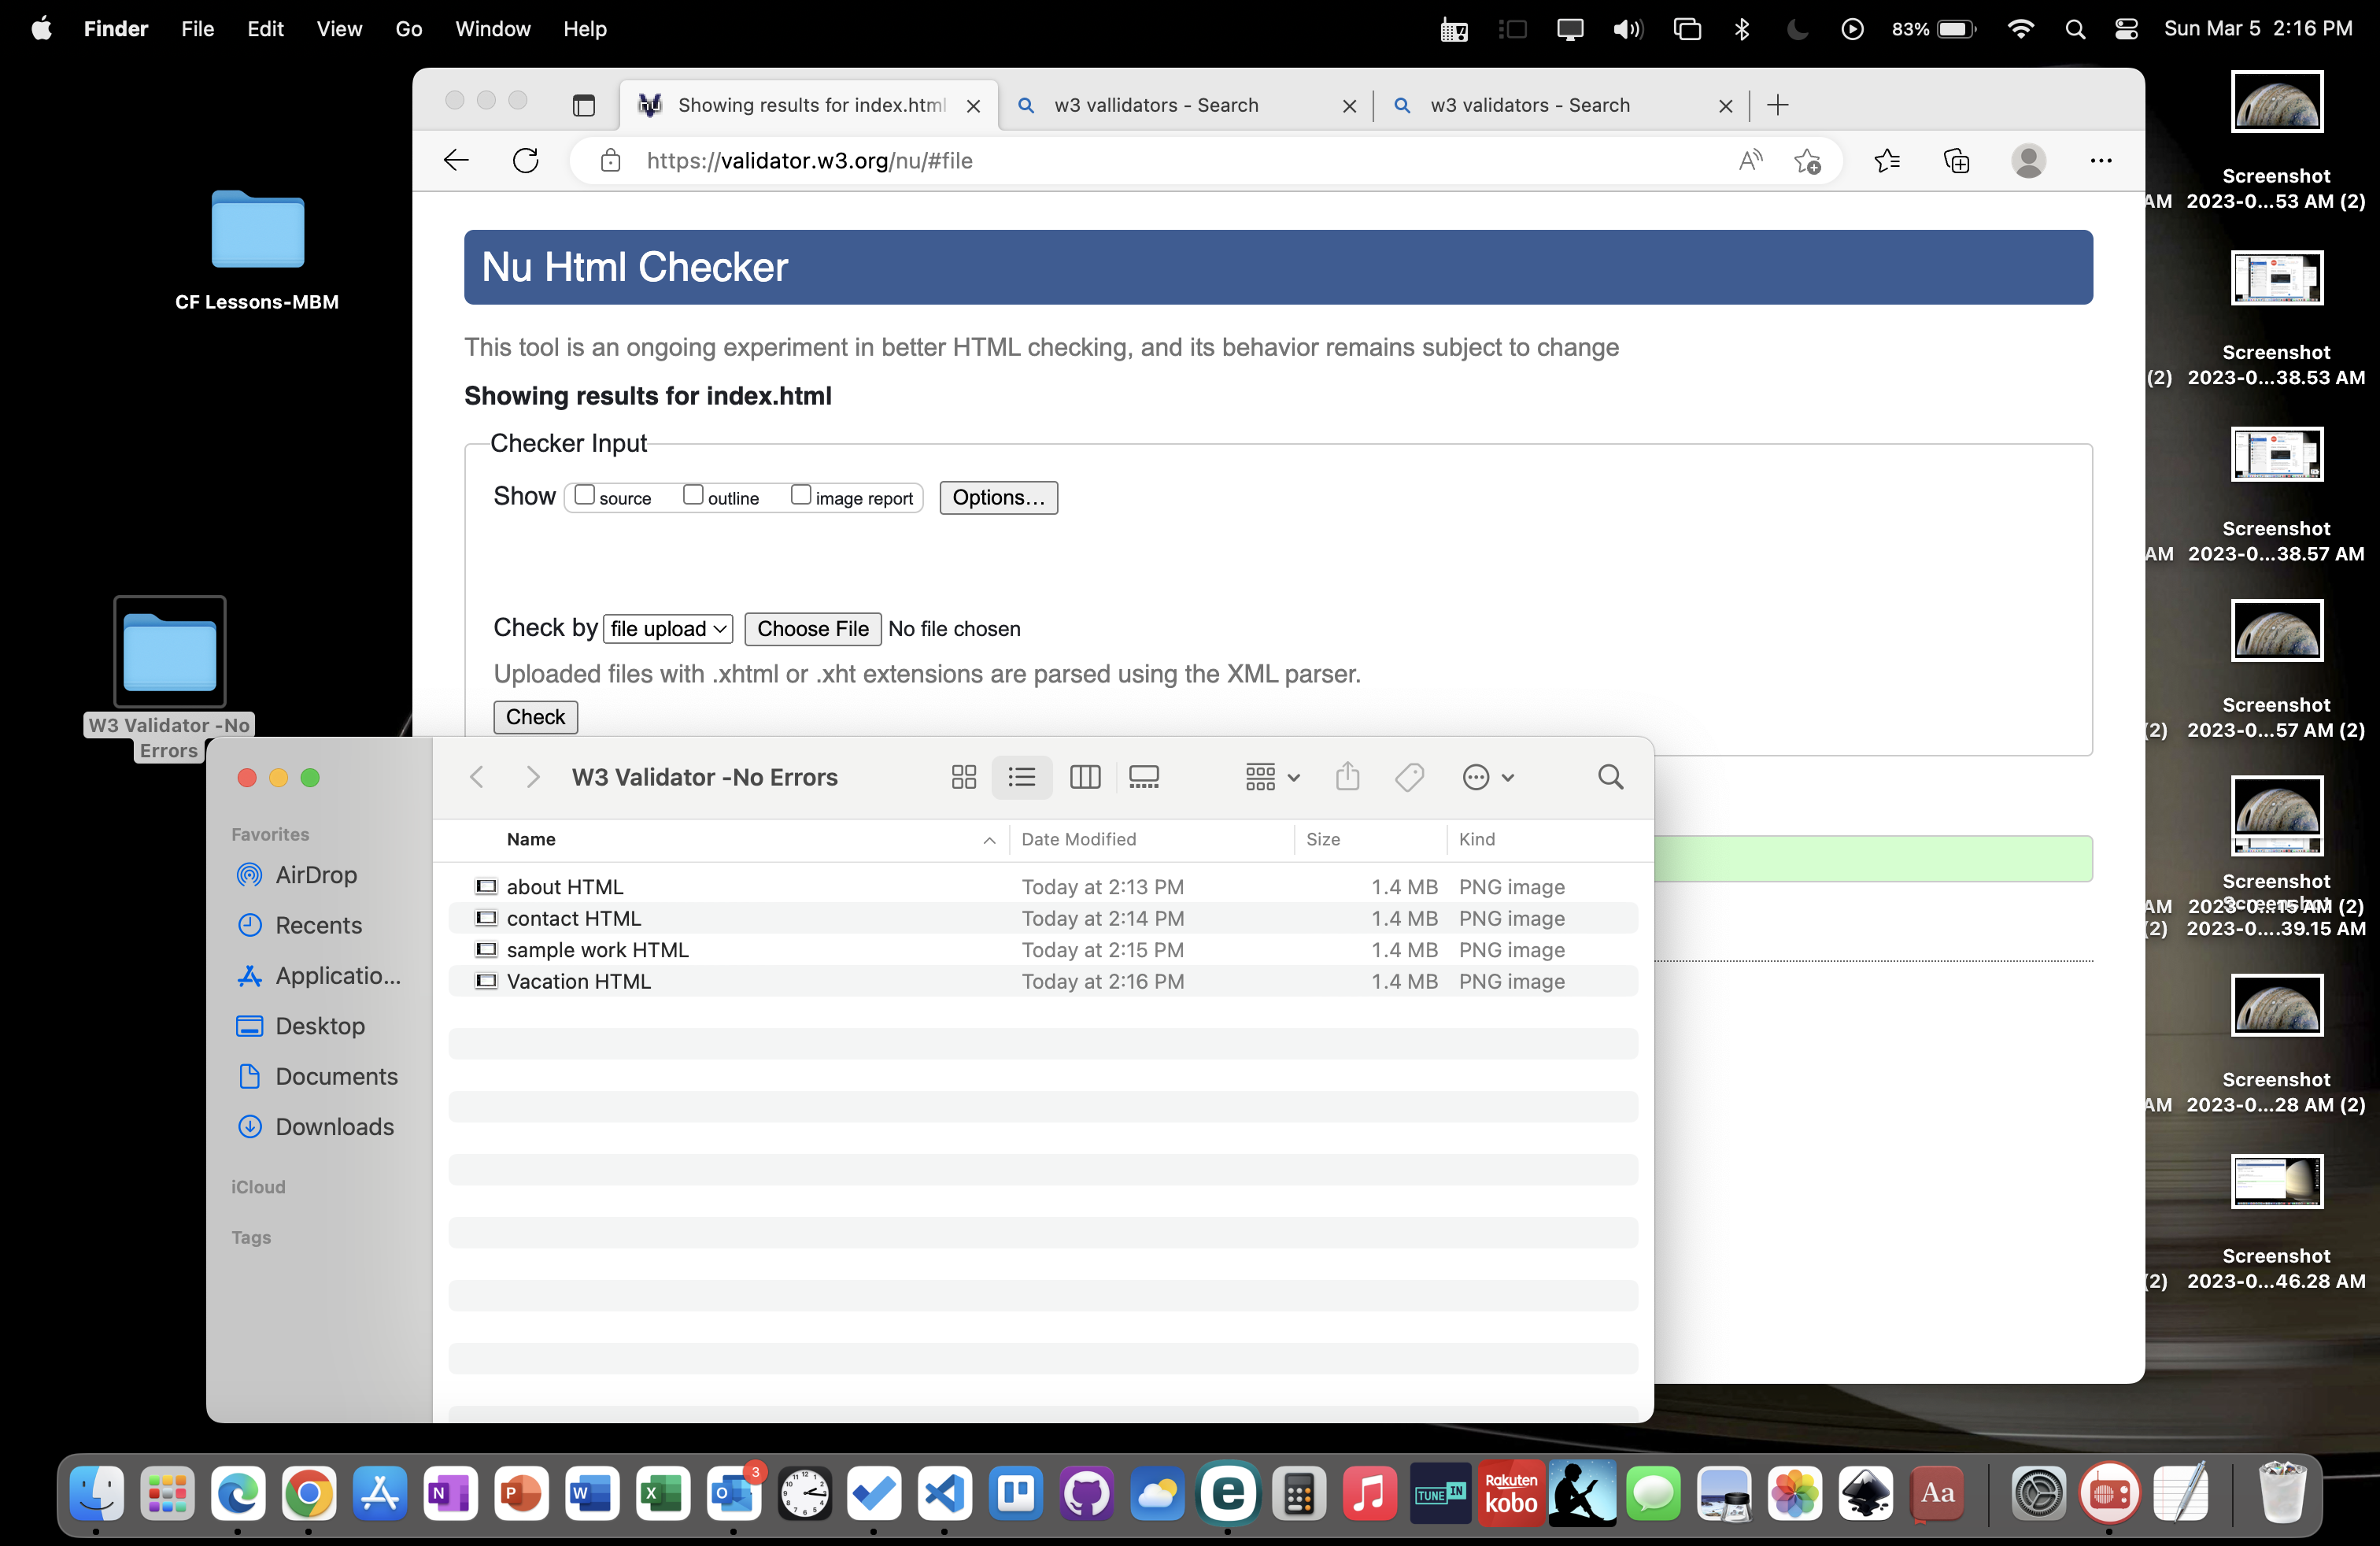 Finder File Edit View Go Window Help 83% Sun Mar 5 2:16 PM
Showing results for index.html
w3 vallidators - Search
w3 validators - Search
https://validator.w3.org/nu/#file
Nu Html Checker
This tool is an ongoing experiment in better HTML checking, and its behavior remains subject to change
Showing results for index.html
Checker Input
Show source outline image report Options...
Check by file upload Choose File No file chosen
Uploaded files with .xhtml or .xht extensions are parsed using the XML parser.
Check
CF Lessons-MBM
W3 Validator -No
Errors
W3 Validator -No Errors
Favorites
AirDrop
Recents
Applicatio...
Desktop
Documents
Downloads
iCloud
Tags
Name Date Modified Size Kind
about HTML Today at 2:13 PM 1.4 MB PNG image
contact HTML Today at 2:14 PM 1.4 MB PNG image
sample work HTML Today at 2:15 PM 1.4 MB PNG image
Vacation HTML Today at 2:16 PM 1.4 MB PNG image
Screenshot
AM 2023-0...53 AM (2)
Screenshot
(2) 2023-0...38.53 AM
Screenshot
AM 2023-0...38.57 AM
Screenshot
(2) 2023-0...57 AM (2)
Screenshot
AM 2023-0...15 AM (2)
Screenshot
(2) 2023-0....39.15 AM
Screenshot
AM 2023-0...28 AM (2)
Screenshot
(2) 2023-0...46.28 AM
N P W X O 3 e TUNE IN Rakuten kobo Aa